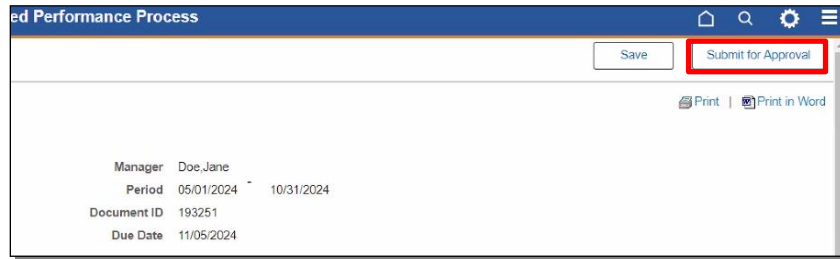 ed Performance Process
Save
Submit for Approval
Print | Print in Word
Manager Doe,Jane
Period 05/01/2024 - 10/31/2024
Document ID 193251
Due Date 11/05/2024